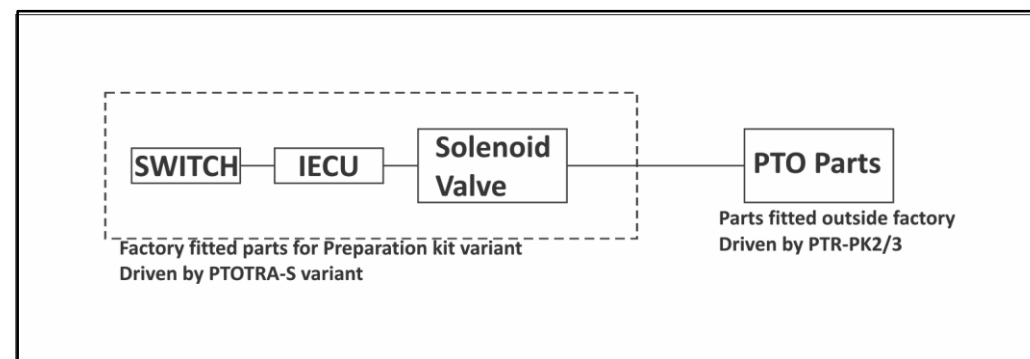 SWITCH
IECU
Solenoid
Valve
PTO Parts
Factory fitted parts for Preparation kit variant
Driven by PTOTRA-S variant
Parts fitted outside factory
Driven by PTR-PK2/3